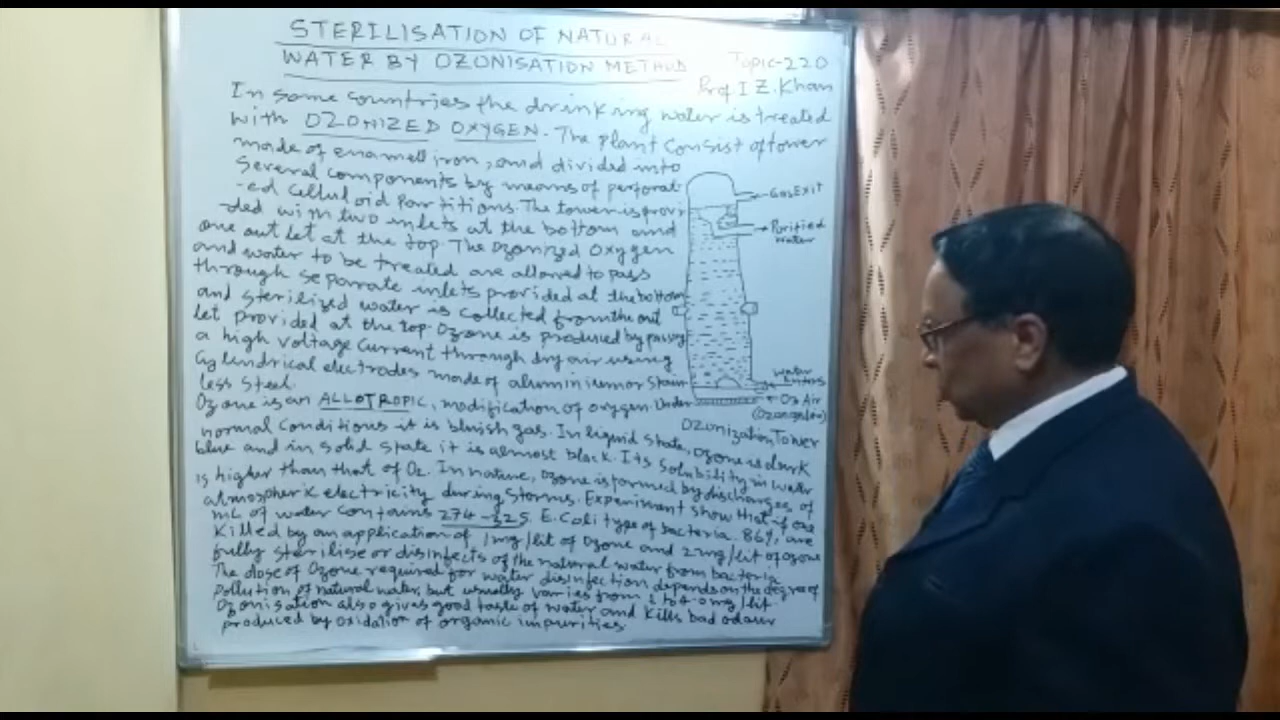 STERILISATION OF NATURAL
WATER BY OZONISATION METHOD
Topic-220
Prof I Z. Khan
In some countries the drinking water is treated
with OZONIZED OXYGEN. The plant consist of tower
made of enamell iron, and divided into
several components by means of perforat
-ed celluloid partitions. The tower is provi
-ded with two inlets at the bottom and
one out let at the top. The Ozonized Oxygen
and water to be treated are allowed to pass
through separate inlets provided at the bottom
and sterilized water is collected from the out
let provided at the top. Ozone is produced by passing
a high voltage current through dry air using
Cylindrical electrodes made of aluminium or stain
less steel.
Ozone is an ALLOTROPIC, modification of oxygen. Under
normal conditions it is bluish gas. In liquid state, ozone is dark
blue and in solid state it is almost black. Its solubility in water
is higher than that of O2. In nature, ozone is formed by discharges of
atmospheric electricity during storms. Experiment show that if one
mL of water contains 274-325 E. Coli type of bacteria. 86%, are
killed by an application of 1mg/lit of Ozone and 2mg/lit of ozone
fully sterilise or disinfects of the natural water from bacteria
The dose of Ozone required for water disinfection depends on the degree of
Pollution of natural water, but usually varies from to 4.0 mg/lit.
Ozonisation also gives good taste of water and kills bad odour
produced by oxidation of organic impurities.
Gas Exit
Purified
water
water
enters
Air
Ozonization Tower